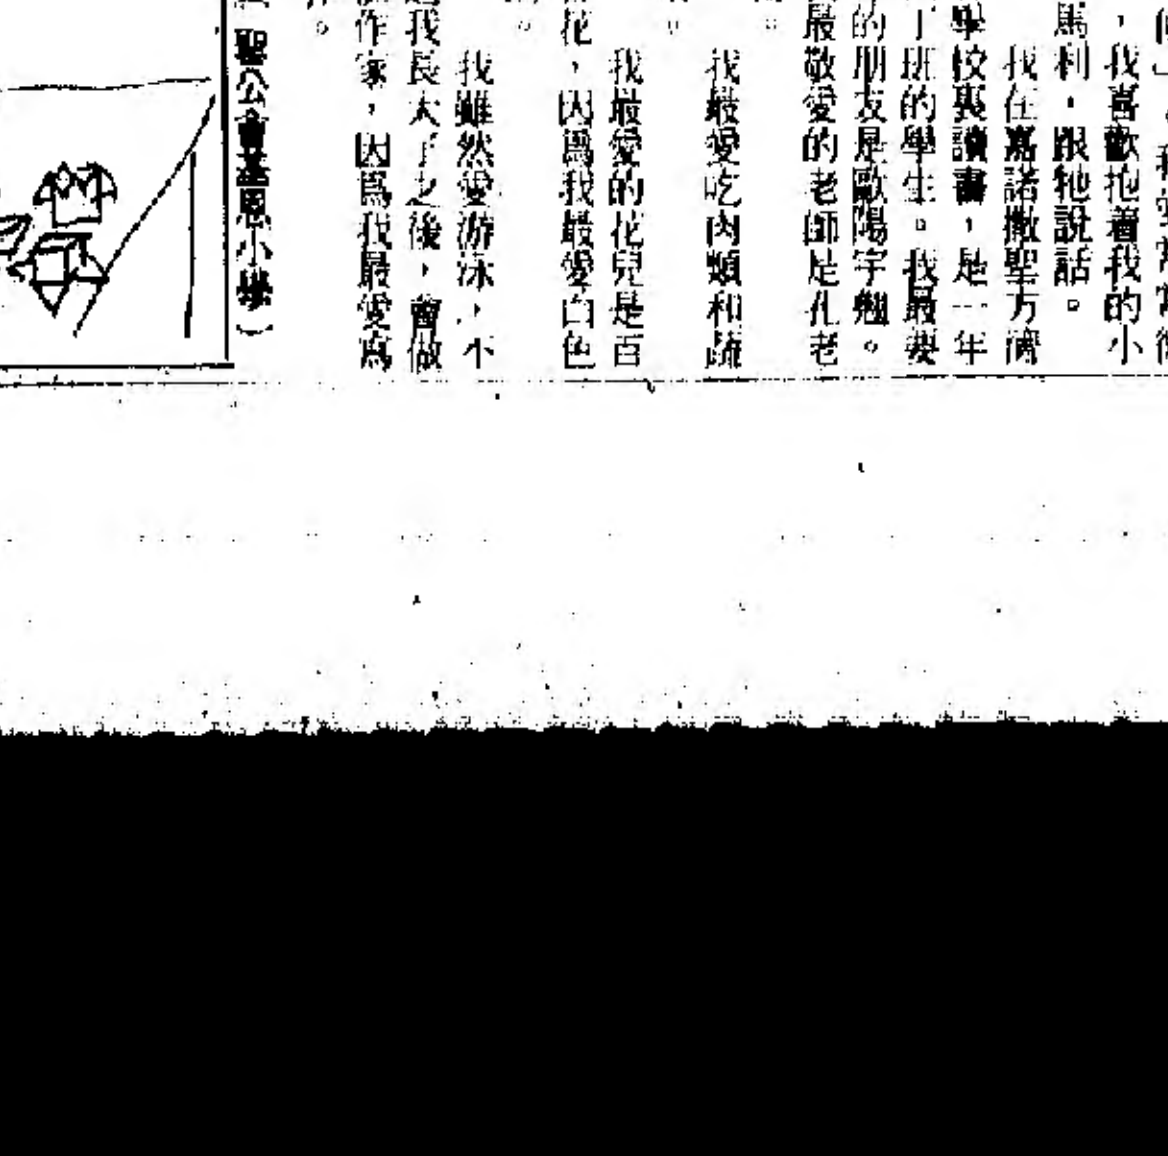 ，我喜歡抱着我的小
馬利，跟牠說話。
我在嘉諾撒聖方濟
學校裏讀書，是一年
丁班的學生。我最要
的朋友是歐陽宇翹。
最敬愛的老師是孔老
。
我最愛吃肉類和蔬
。
我最愛的花兒是百
花，因爲我最愛白色
。
我雖然愛游泳，不
我長大了之後，會做
作家，因爲我最愛寫
。
聖公會基恩小學）